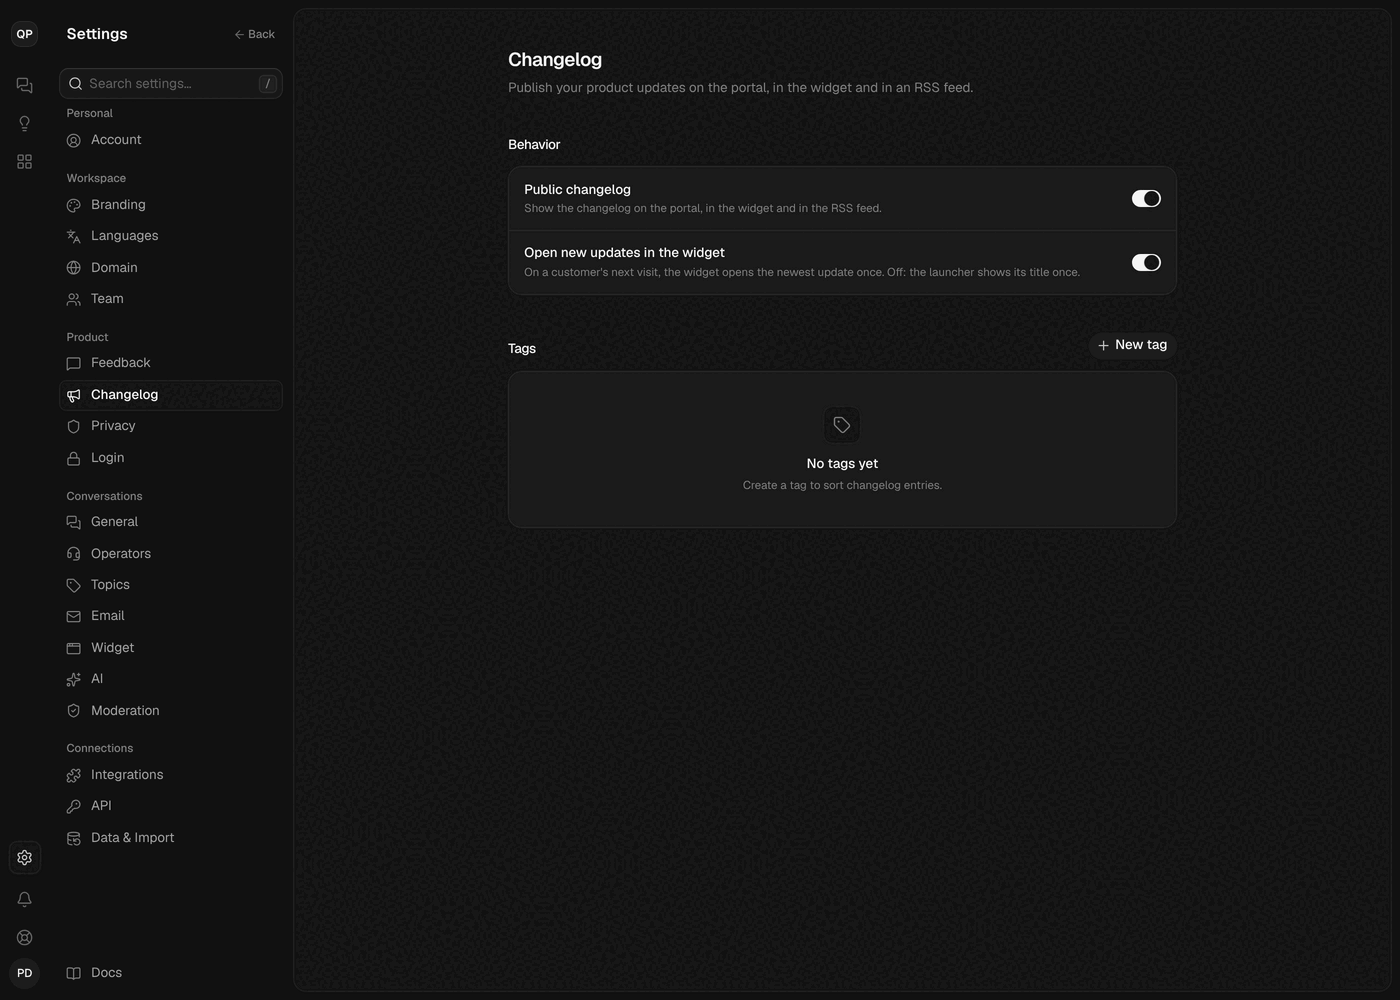 QP
Settings
Back
Search settings...
/
Personal
Account
Workspace
Branding
Languages
Domain
Team
Product
Feedback
Changelog
Privacy
Login
Conversations
General
Operators
Topics
Email
Widget
AI
Moderation
Connections
Integrations
API
Data & Import
PD
Docs
Changelog
Publish your product updates on the portal, in the widget and in an RSS feed.
Behavior
Public changelog
Show the changelog on the portal, in the widget and in the RSS feed.
Open new updates in the widget
On a customer's next visit, the widget opens the newest update once. Off: the launcher shows its title once.
Tags
New tag
No tags yet
Create a tag to sort changelog entries.